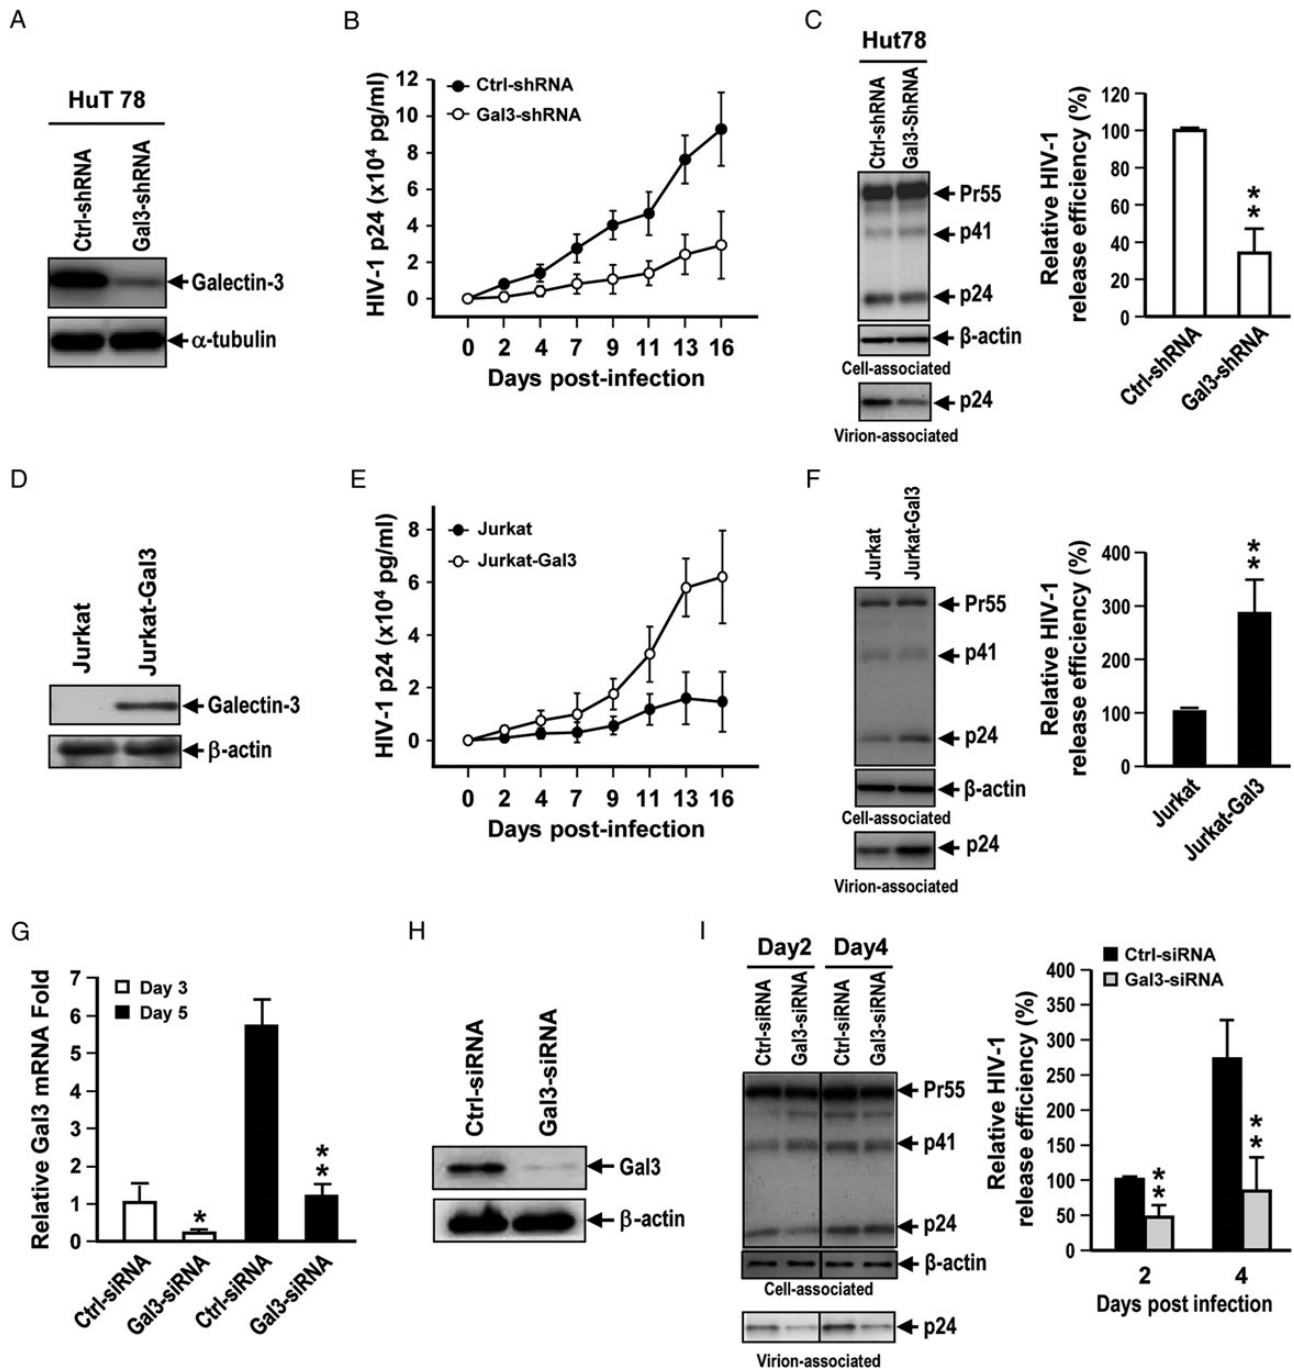 A
HuT 78
Ctrl-shRNA
Gal3-shRNA
Galectin-3
α-tubulin
B
HIV-1 p24 (x10⁴ pg/ml)
12
10
8
6
4
2
0
Ctrl-shRNA
Gal3-shRNA
0 2 4 7 9 11 13 16
Days post-infection
C
Hut78
Ctrl-shRNA
Gal3-ShRNA
Pr55
p41
p24
β-actin
Cell-associated
p24
Virion-associated
Relative HIV-1
release efficiency (%)
120
100
80
60
40
20
0
**
Ctrl-shRNA
Gal3-shRNA
D
Jurkat
Jurkat-Gal3
Galectin-3
β-actin
E
HIV-1 p24 (x10⁴ pg/ml)
8
6
4
2
0
Jurkat
Jurkat-Gal3
0 2 4 7 9 11 13 16
Days post-infection
F
Jurkat
Jurkat-Gal3
Pr55
p41
p24
β-actin
Cell-associated
p24
Virion-associated
Relative HIV-1
release efficiency (%)
400
300
200
100
0
**
Jurkat
Jurkat-Gal3
G
Relative Gal3 mRNA Fold
7
6
5
4
3
2
1
0
Day 3
Day 5
*
**
Ctrl-siRNA
Gal3-siRNA
Ctrl-siRNA
Gal3-siRNA
H
Ctrl-siRNA
Gal3-siRNA
Gal3
β-actin
I
Day2 Day4
Ctrl-siRNA
Gal3-siRNA
Ctrl-siRNA
Gal3-siRNA
Pr55
p41
p24
β-actin
Cell-associated
p24
Virion-associated
Relative HIV-1
release efficiency (%)
Ctrl-siRNA
Gal3-siRNA
400
350
300
250
200
150
100
50
0
**
**
2 4
Days post infection